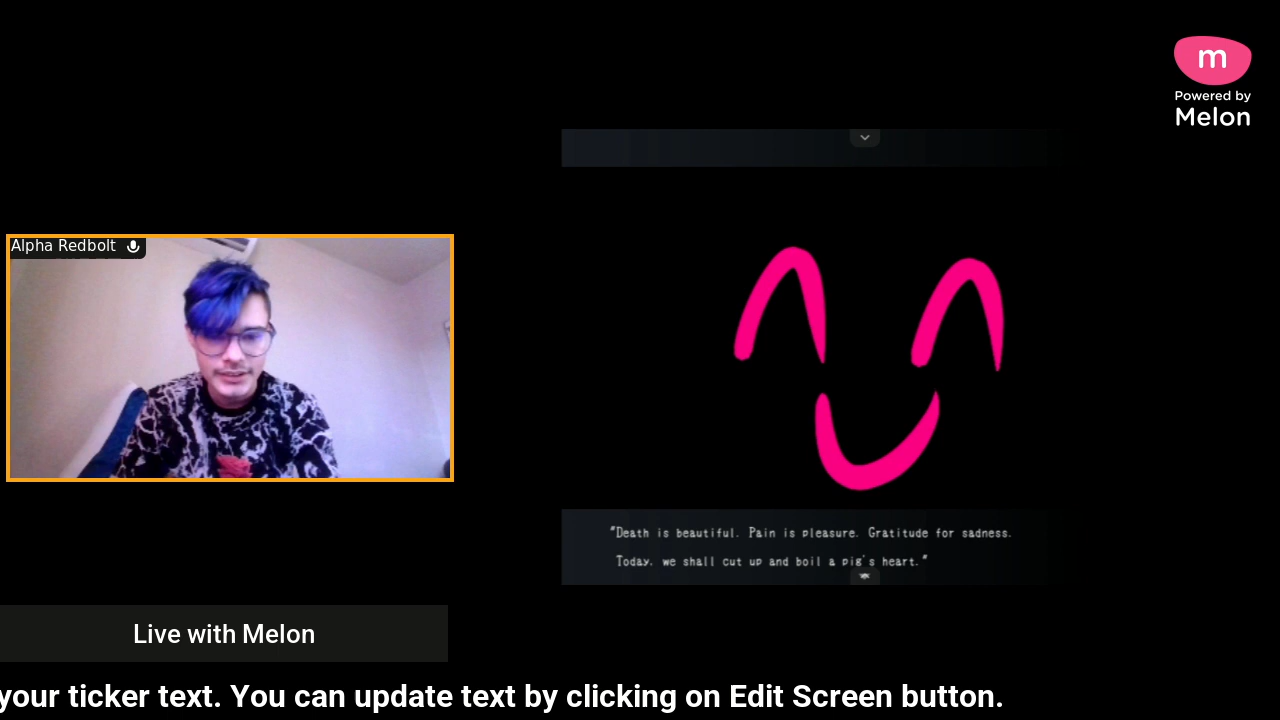 m
Powered by
Melon
Alpha Redbolt
"Death is beautiful. Pain is pleasure. Gratitude for sadness.
Today, we shall cut up and boil a pig's heart."
Live with Melon
your ticker text. You can update text by clicking on Edit Screen button.